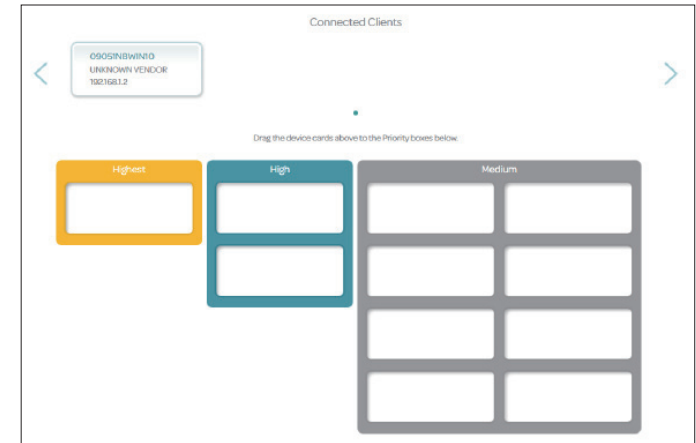 Connected Clients
09051NBWIN10
UNKNOWN VENDOR
192.168.1.2
Drag the device cards above to the Priority boxes below.
Highest
High
Medium